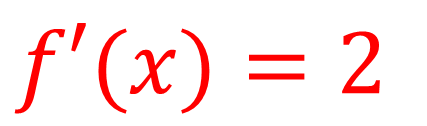 f′(x) = 2